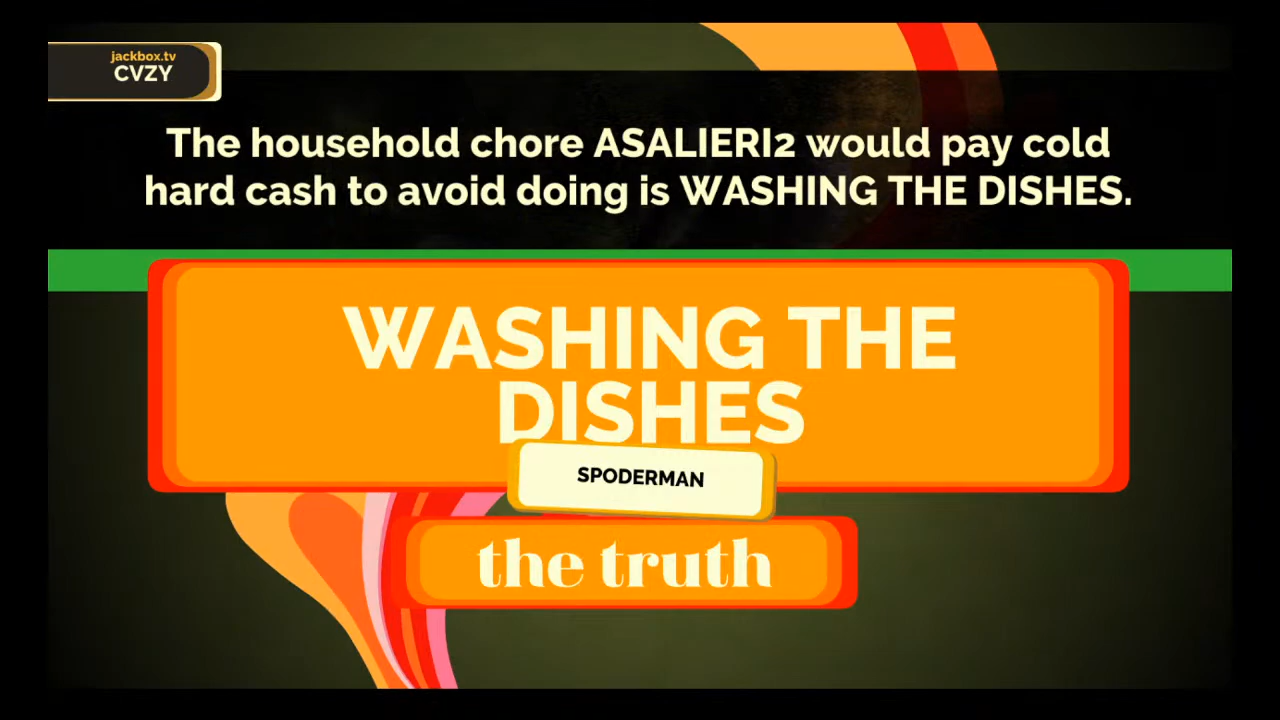 jackbox.tv
CVZY
The household chore ASALIERI2 would pay cold
hard cash to avoid doing is WASHING THE DISHES.
WASHING THE
DISHES
SPODERMAN
the truth